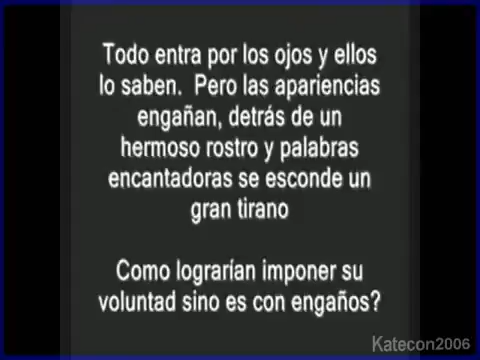 Todo entra por los ojos y ellos
lo saben. Pero las apariencias
engañan, detrás de un
hermoso rostro y palabras
encantadoras se esconde un
gran tirano
Como lograrían imponer su
voluntad sino es con engaños?
Katecon2006